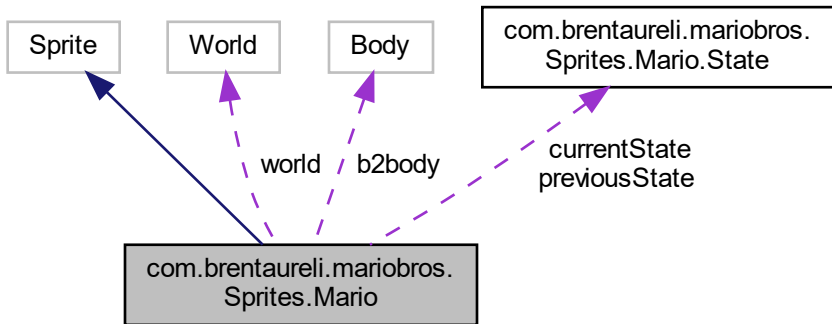 Sprite
World
Body
com.brentaureli.mariobros.
Sprites.Mario.State
world
b2body
currentState
previousState
com.brentaureli.mariobros.
Sprites.Mario